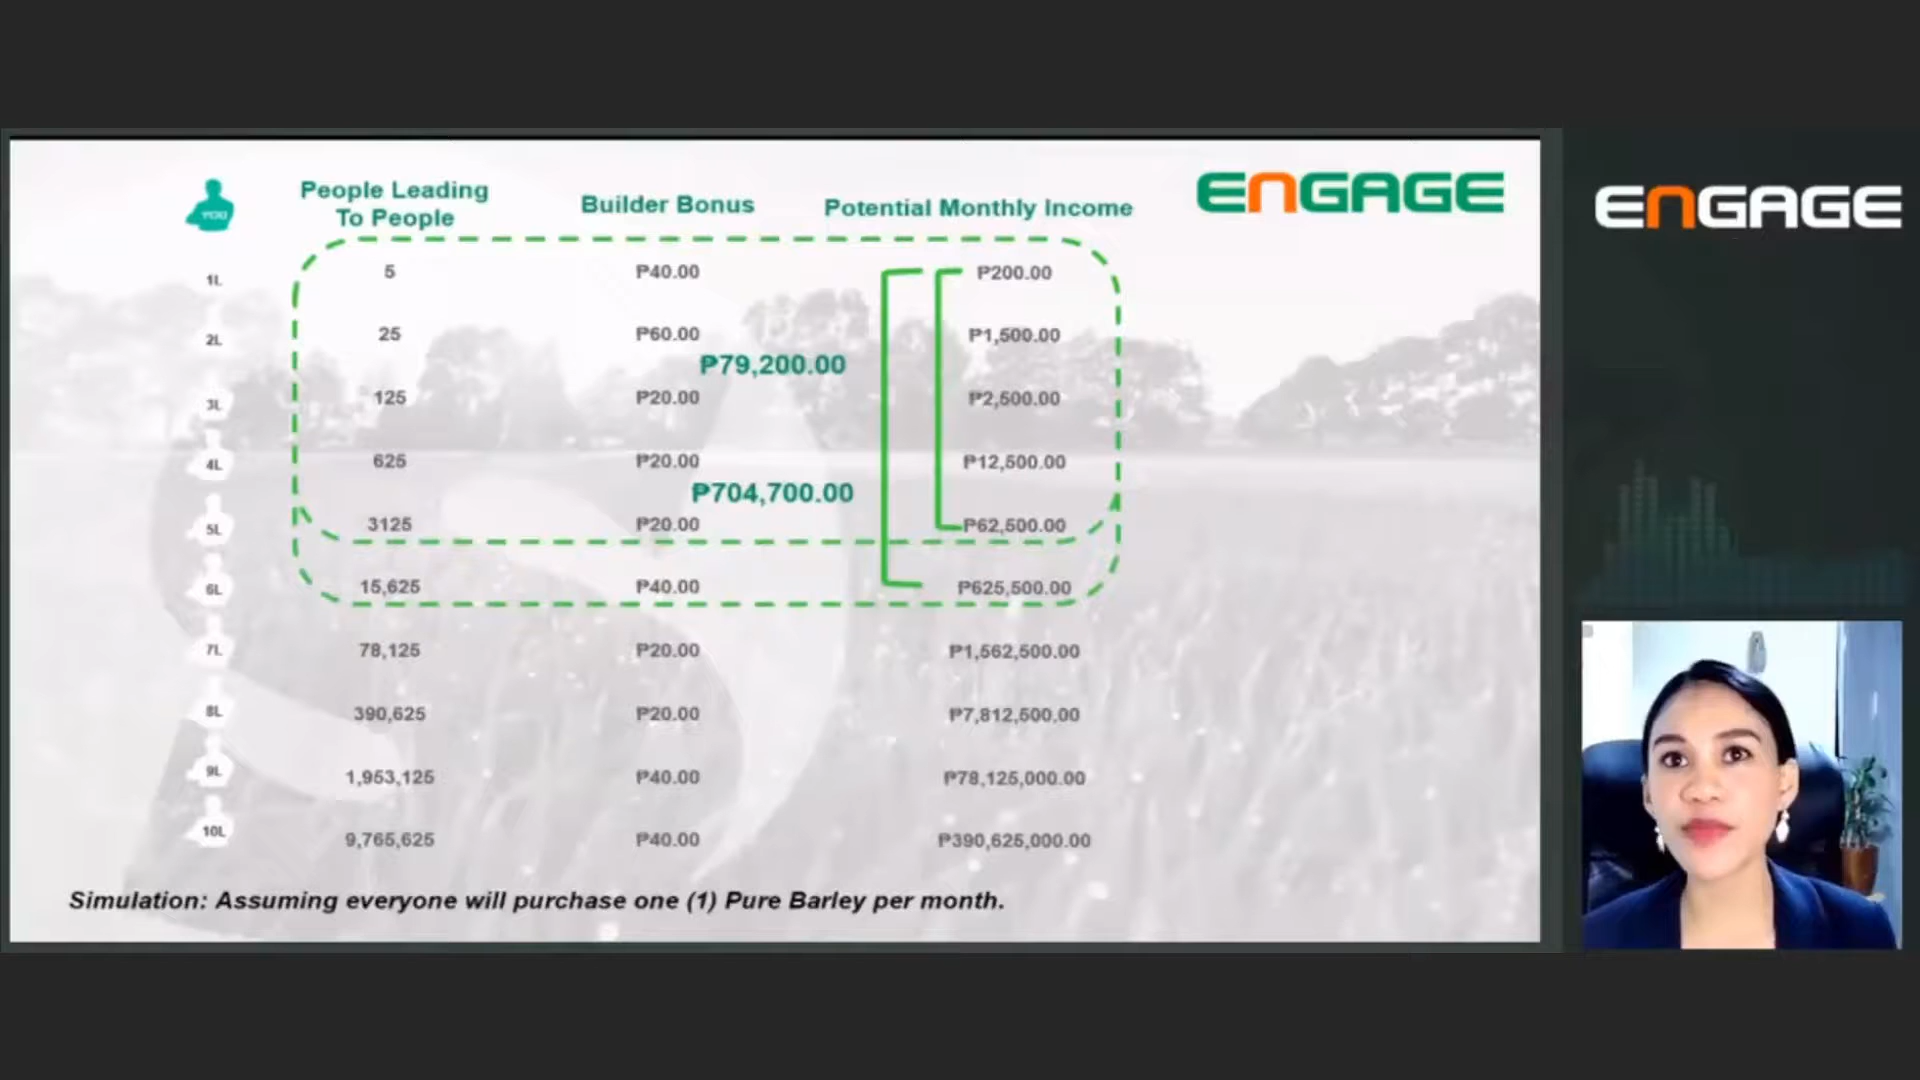 YOU
People Leading
To People
Builder Bonus
Potential Monthly Income
ENGAGE
ENGAGE
1L 5 ₱40.00 ₱200.00
2L 25 ₱60.00 ₱1,500.00
₱79,200.00
3L 125 ₱20.00 ₱2,500.00
4L 625 ₱20.00 ₱12,500.00
₱704,700.00
5L 3125 ₱20.00 ₱62,500.00
6L 15,625 ₱40.00 ₱625,500.00
7L 78,125 ₱20.00 ₱1,562,500.00
8L 390,625 ₱20.00 ₱7,812,500.00
9L 1,953,125 ₱40.00 ₱78,125,000.00
10L 9,765,625 ₱40.00 ₱390,625,000.00
Simulation: Assuming everyone will purchase one (1) Pure Barley per month.